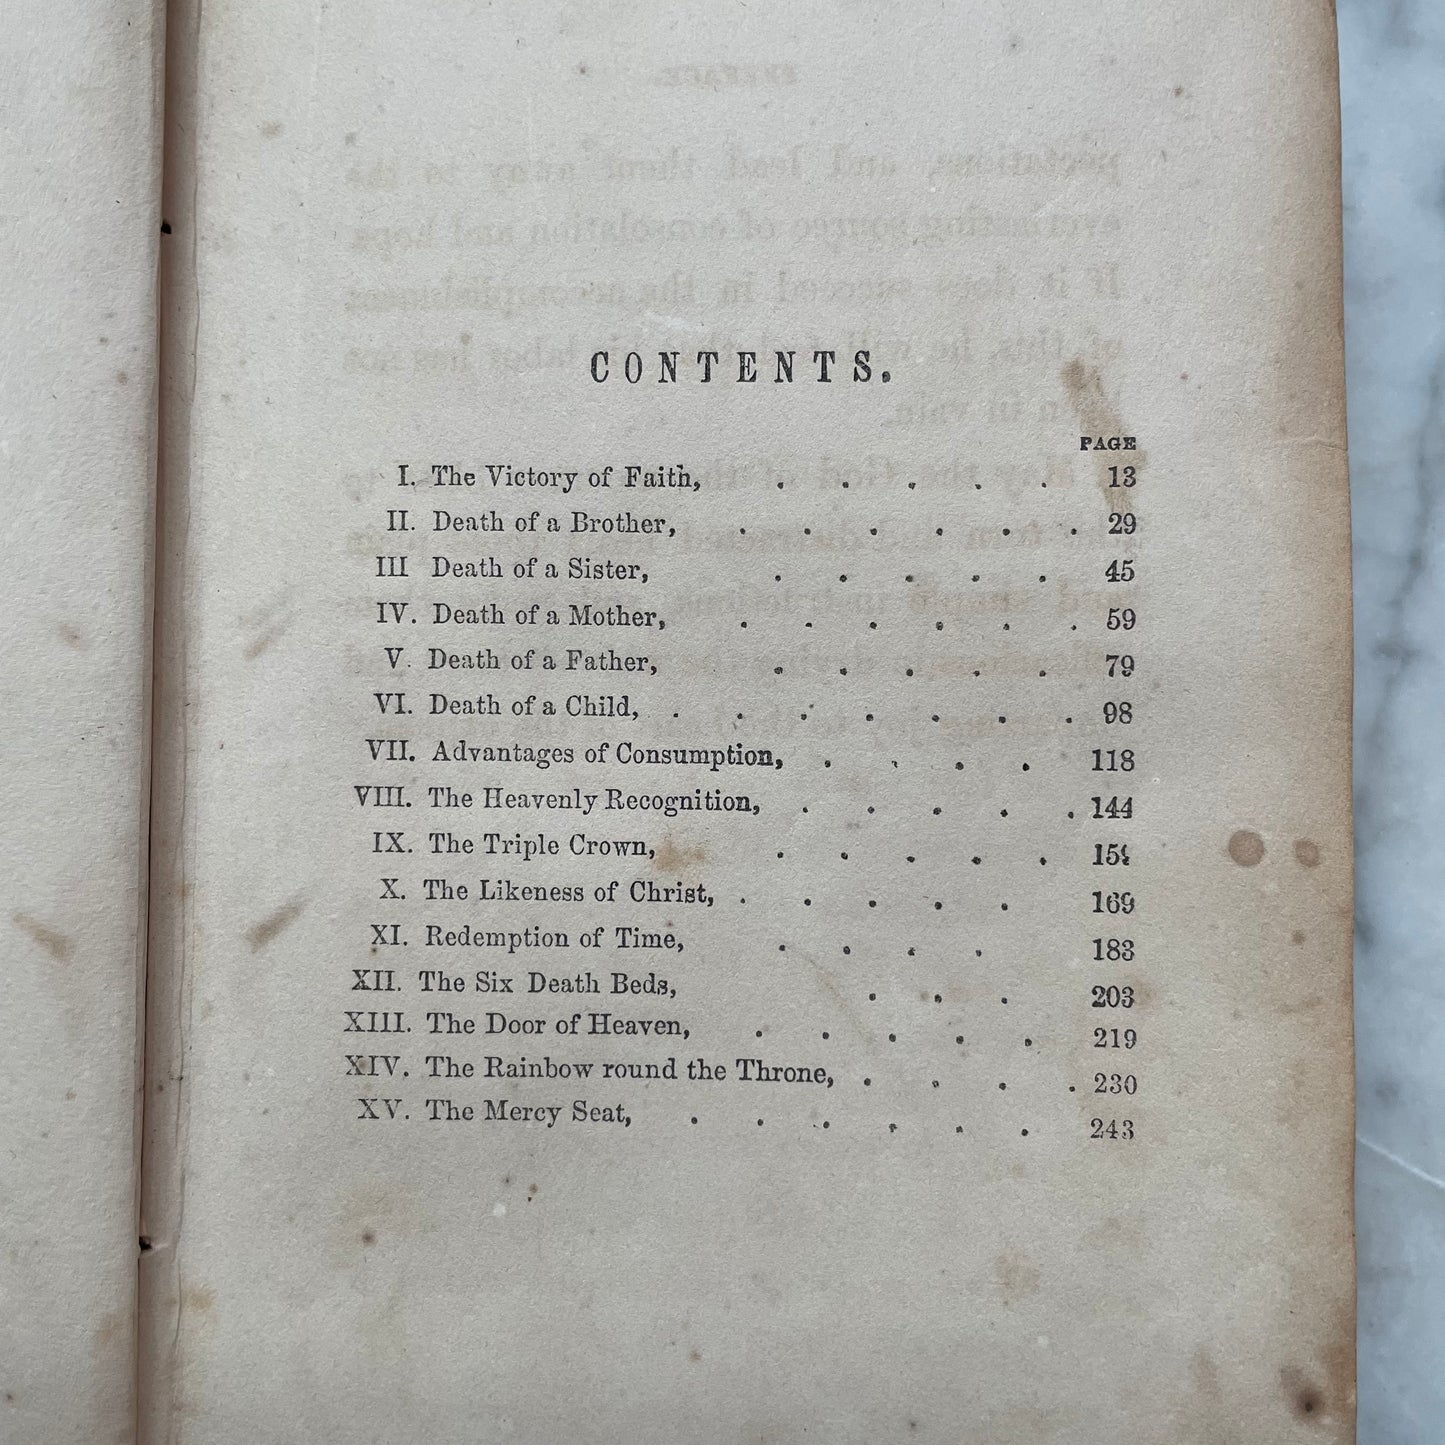 CONTENTS.
PAGE
I. The Victory of Faith, . . . . . 13
II. Death of a Brother, . . . . . . 29
III Death of a Sister, . . . . . 45
IV. Death of a Mother, . . . . . . 59
V. Death of a Father, . . . . . 79
VI. Death of a Child, . . . . . . . 98
VII. Advantages of Consumption, . . . . 118
VIII. The Heavenly Recognition, . . . . . 144
IX. The Triple Crown, . . . . .
X. The Likeness of Christ, . . . . . 169
XI. Redemption of Time, . . . . 183
XII. The Six Death Beds, . . . 203
XIII. The Door of Heaven, . . . . . 219
XIV. The Rainbow round the Throne, . . . . 230
XV. The Mercy Seat, . . . . . . 243